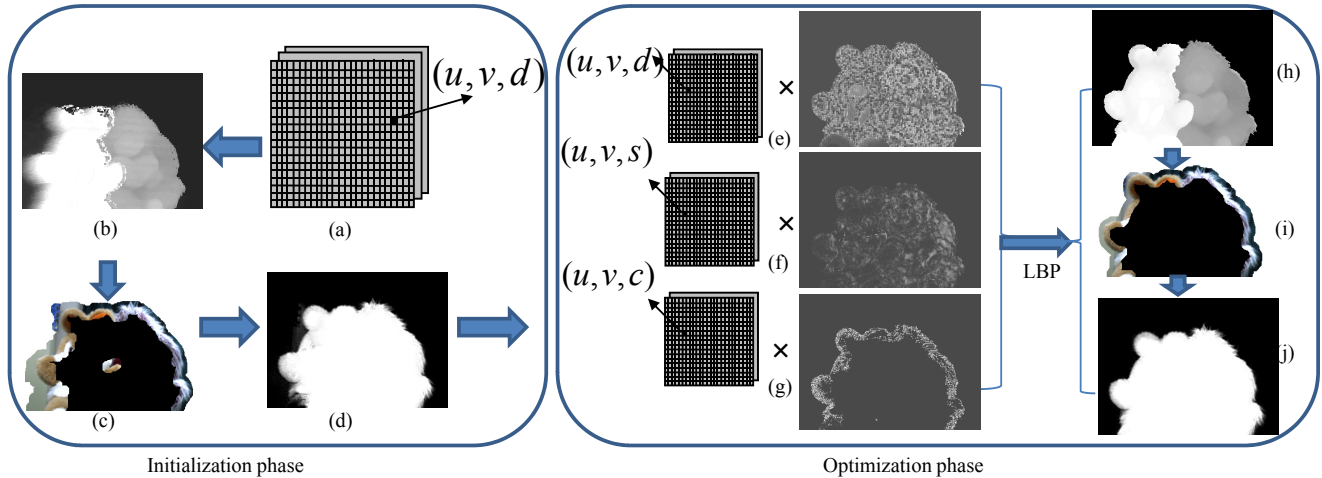 (u, v, d)
(b)
(a)
(c)
(d)
Initialization phase
(u, v, d)
×
(e)
(u, v, s)
×
(f)
(u, v, c)
×
(g)
LBP
(h)
(i)
(j)
Optimization phase